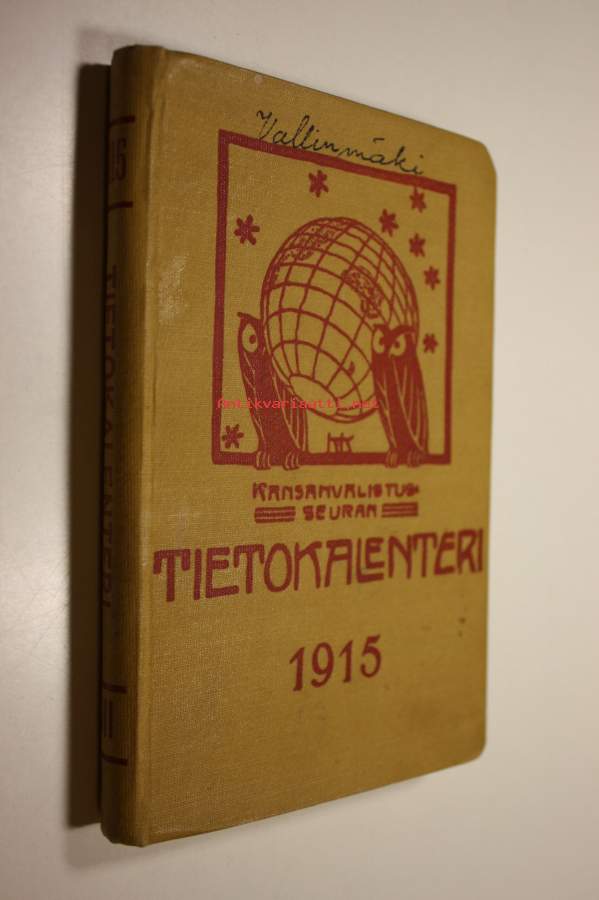 Vallinmäki
KANSANVALISTUS
SEURAN
TIETOKALENTERI
1915
TIETOKALENTERI
Antikvariaatti.net